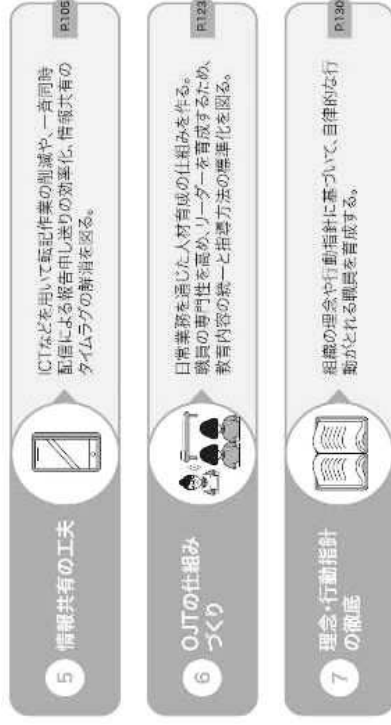 5
情報共有の工夫
ICTなどを用いて転記作業の削減や、一斉同時
配信による報告申し送りの効率化、情報共有の
タイムラグの解消を図る。
P.106
6
OJTの仕組み
づくり
日常業務を通じた人材育成の仕組みを作る。
職員の専門性を高め、リーダーを育成するため、
教育内容の統一と指導方法の標準化を図る。
P.123
7
理念・行動指針
の徹底
組織の理念や行動指針に基づいて、自律的な行
動がとれる職員を育成する。
P.130